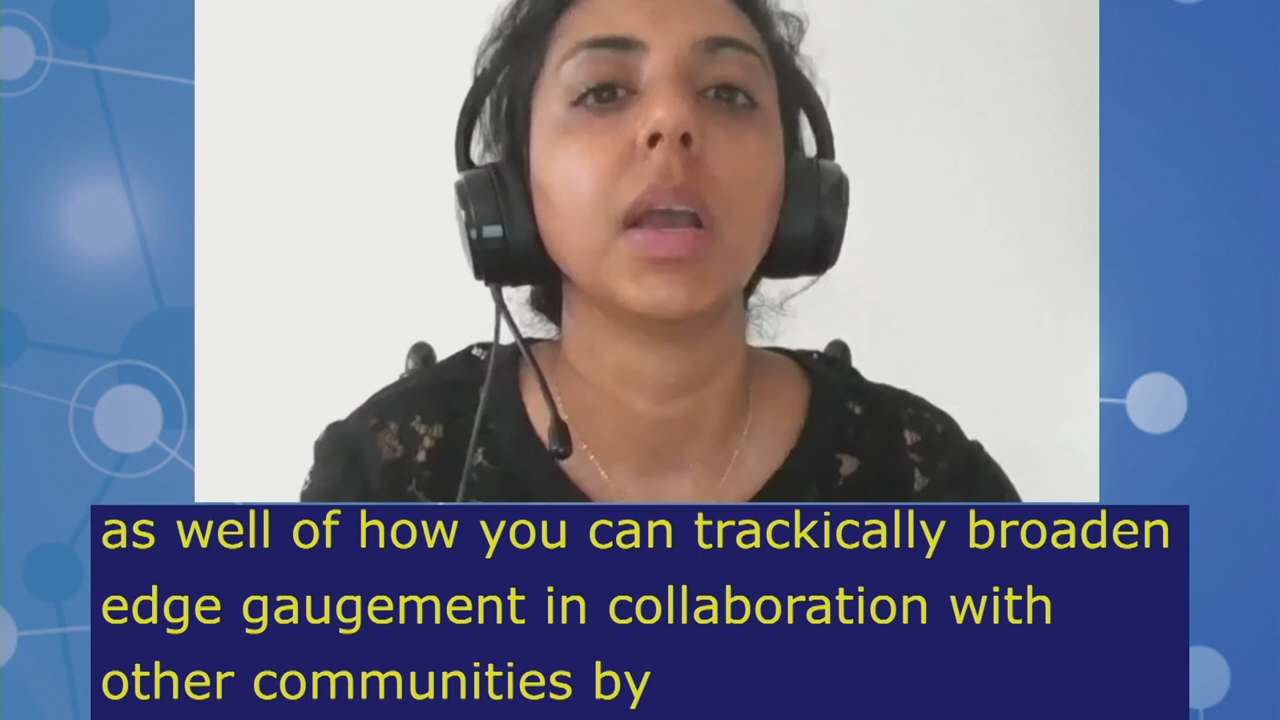 as well of how you can trackically broaden
edge gaugement in collaboration with
other communities by